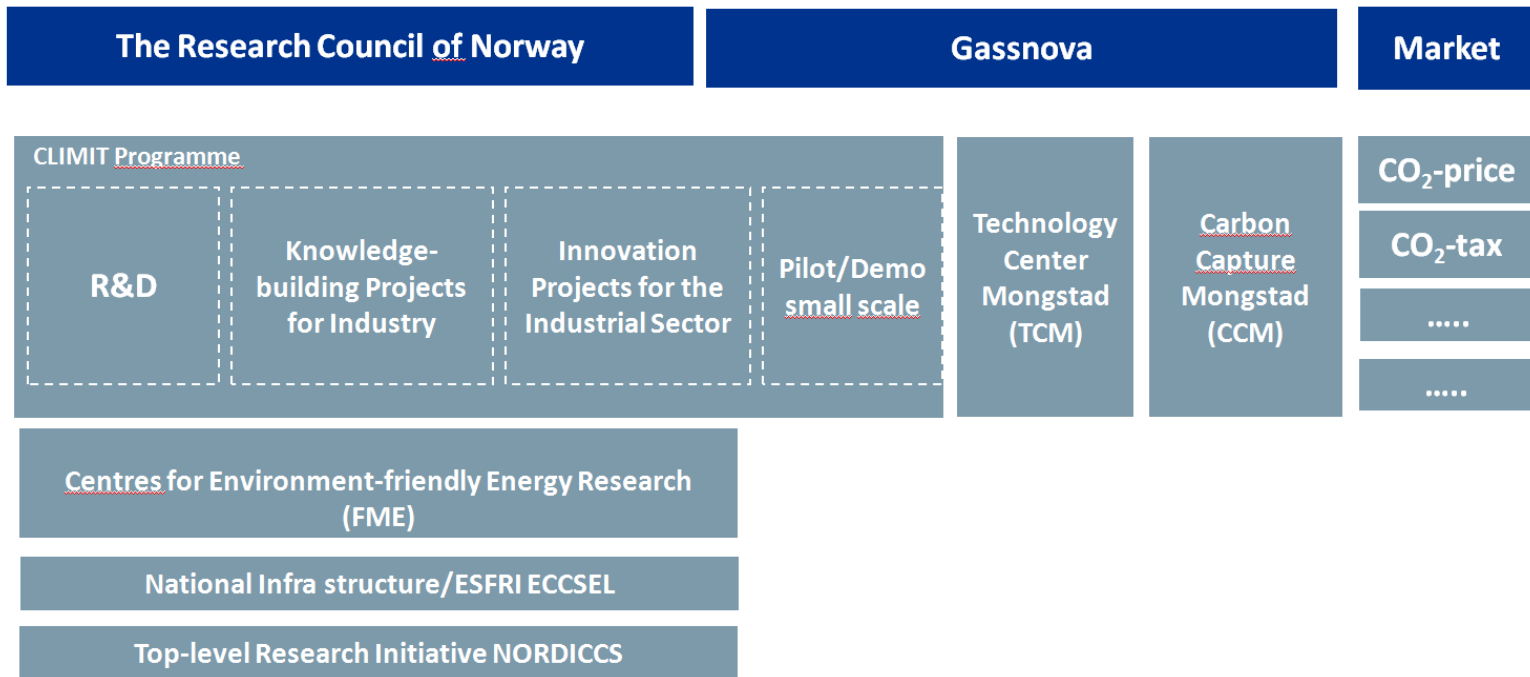 The Research Council of Norway
Gassnova
Market
CLIMIT Programme
R&D
Knowledge-
building Projects
for Industry
Innovation
Projects for the
Industrial Sector
Pilot/Demo
small scale
Technology
Center
Mongstad
(TCM)
Carbon
Capture
Mongstad
(CCM)
CO₂-price
CO₂-tax
.....
.....
Centres for Environment-friendly Energy Research
(FME)
National Infra structure/ESFRI ECCSEL
Top-level Research Initiative NORDICCS